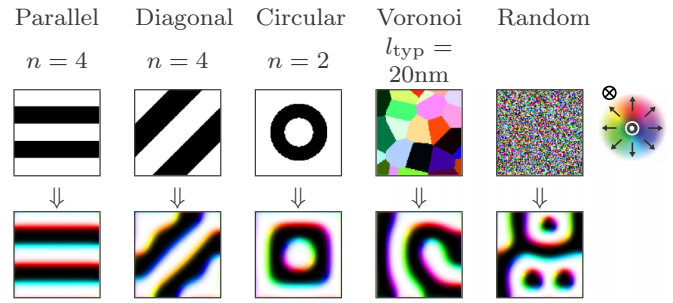 Parallel Diagonal Circular Voronoi Random
n = 4 n = 4 n = 2 l_typ =
20nm
⇓ ⇓ ⇓ ⇓ ⇓